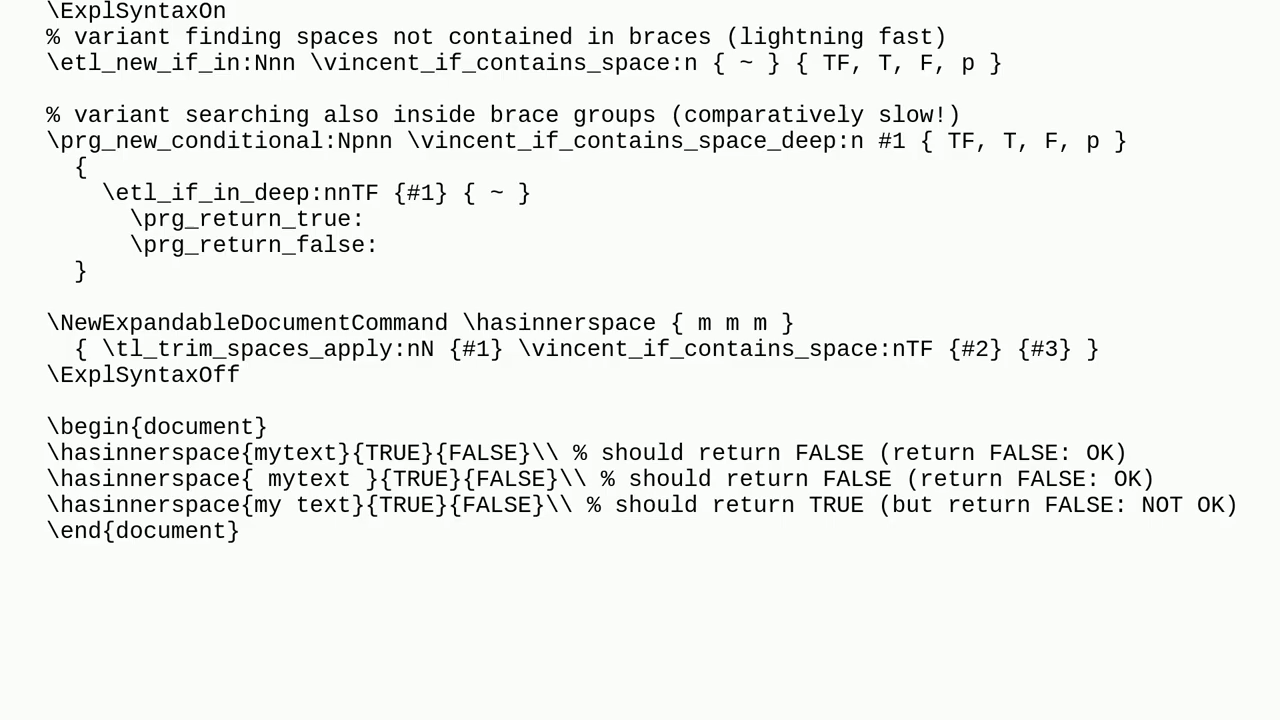 \ExplSyntaxOn
% variant finding spaces not contained in braces (lightning fast)
\etl_new_if_in:Nnn \vincent_if_contains_space:n { ~ } { TF, T, F, p }
% variant searching also inside brace groups (comparatively slow!)
\prg_new_conditional:Npnn \vincent_if_contains_space_deep:n #1 { TF, T, F, p }
  {
    \etl_if_in_deep:nnTF {#1} { ~ }
      \prg_return_true:
      \prg_return_false:
  }
\NewExpandableDocumentCommand \hasinnerspace { m m m }
  { \tl_trim_spaces_apply:nN {#1} \vincent_if_contains_space:nTF {#2} {#3} }
\ExplSyntaxOff
\begin{document}
\hasinnerspace{mytext}{TRUE}{FALSE}\\ % should return FALSE (return FALSE: OK)
\hasinnerspace{ mytext }{TRUE}{FALSE}\\ % should return FALSE (return FALSE: OK)
\hasinnerspace{my text}{TRUE}{FALSE}\\ % should return TRUE (but return FALSE: NOT OK)
\end{document}